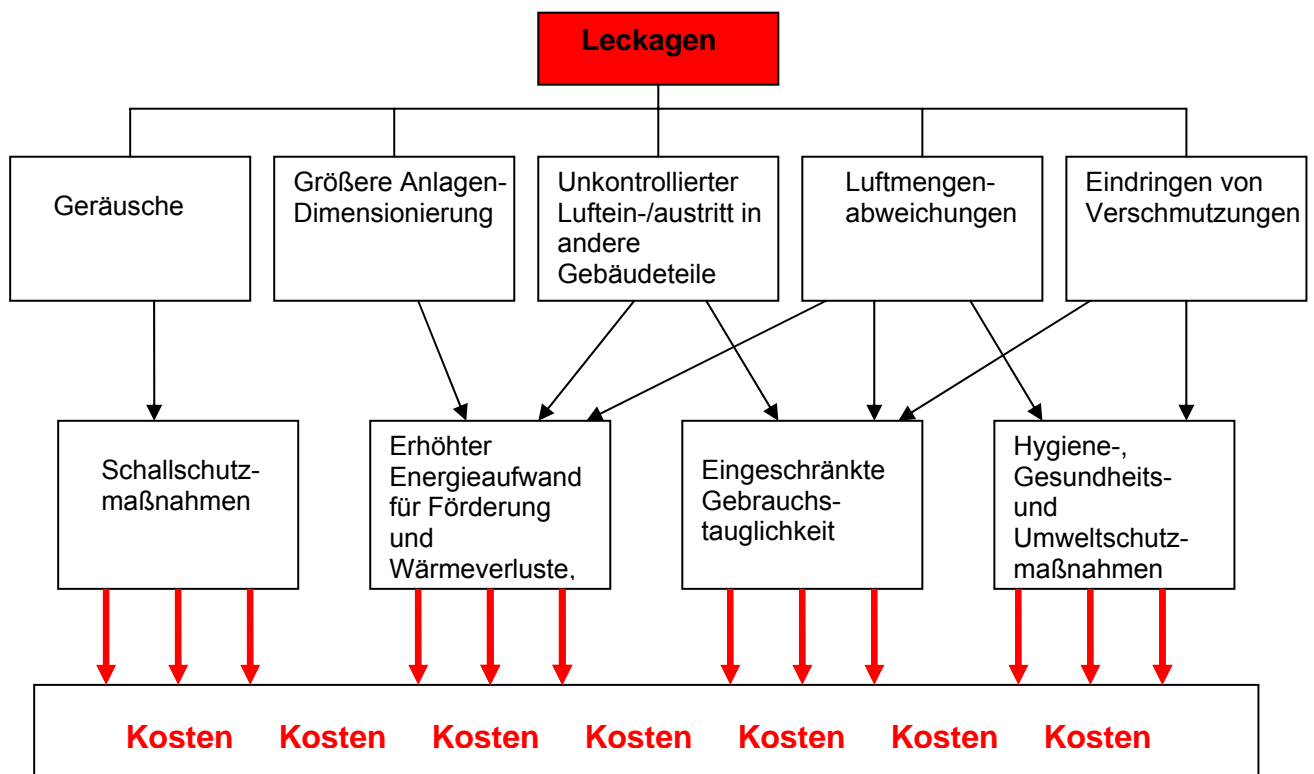 Leckagen
Geräusche
Größere Anlagen-
Dimensionierung
Unkontrollierter
Luftein-/austritt in
andere
Gebäudeteile
Luftmengen-
abweichungen
Eindringen von
Verschmutzungen
Schallschutz-
maßnahmen
Erhöhter
Energieaufwand
für Förderung
und
Wärmeverluste,
Eingeschränkte
Gebrauchs-
tauglichkeit
Hygiene-,
Gesundheits-
und
Umweltschutz-
maßnahmen
Kosten Kosten Kosten Kosten Kosten Kosten Kosten